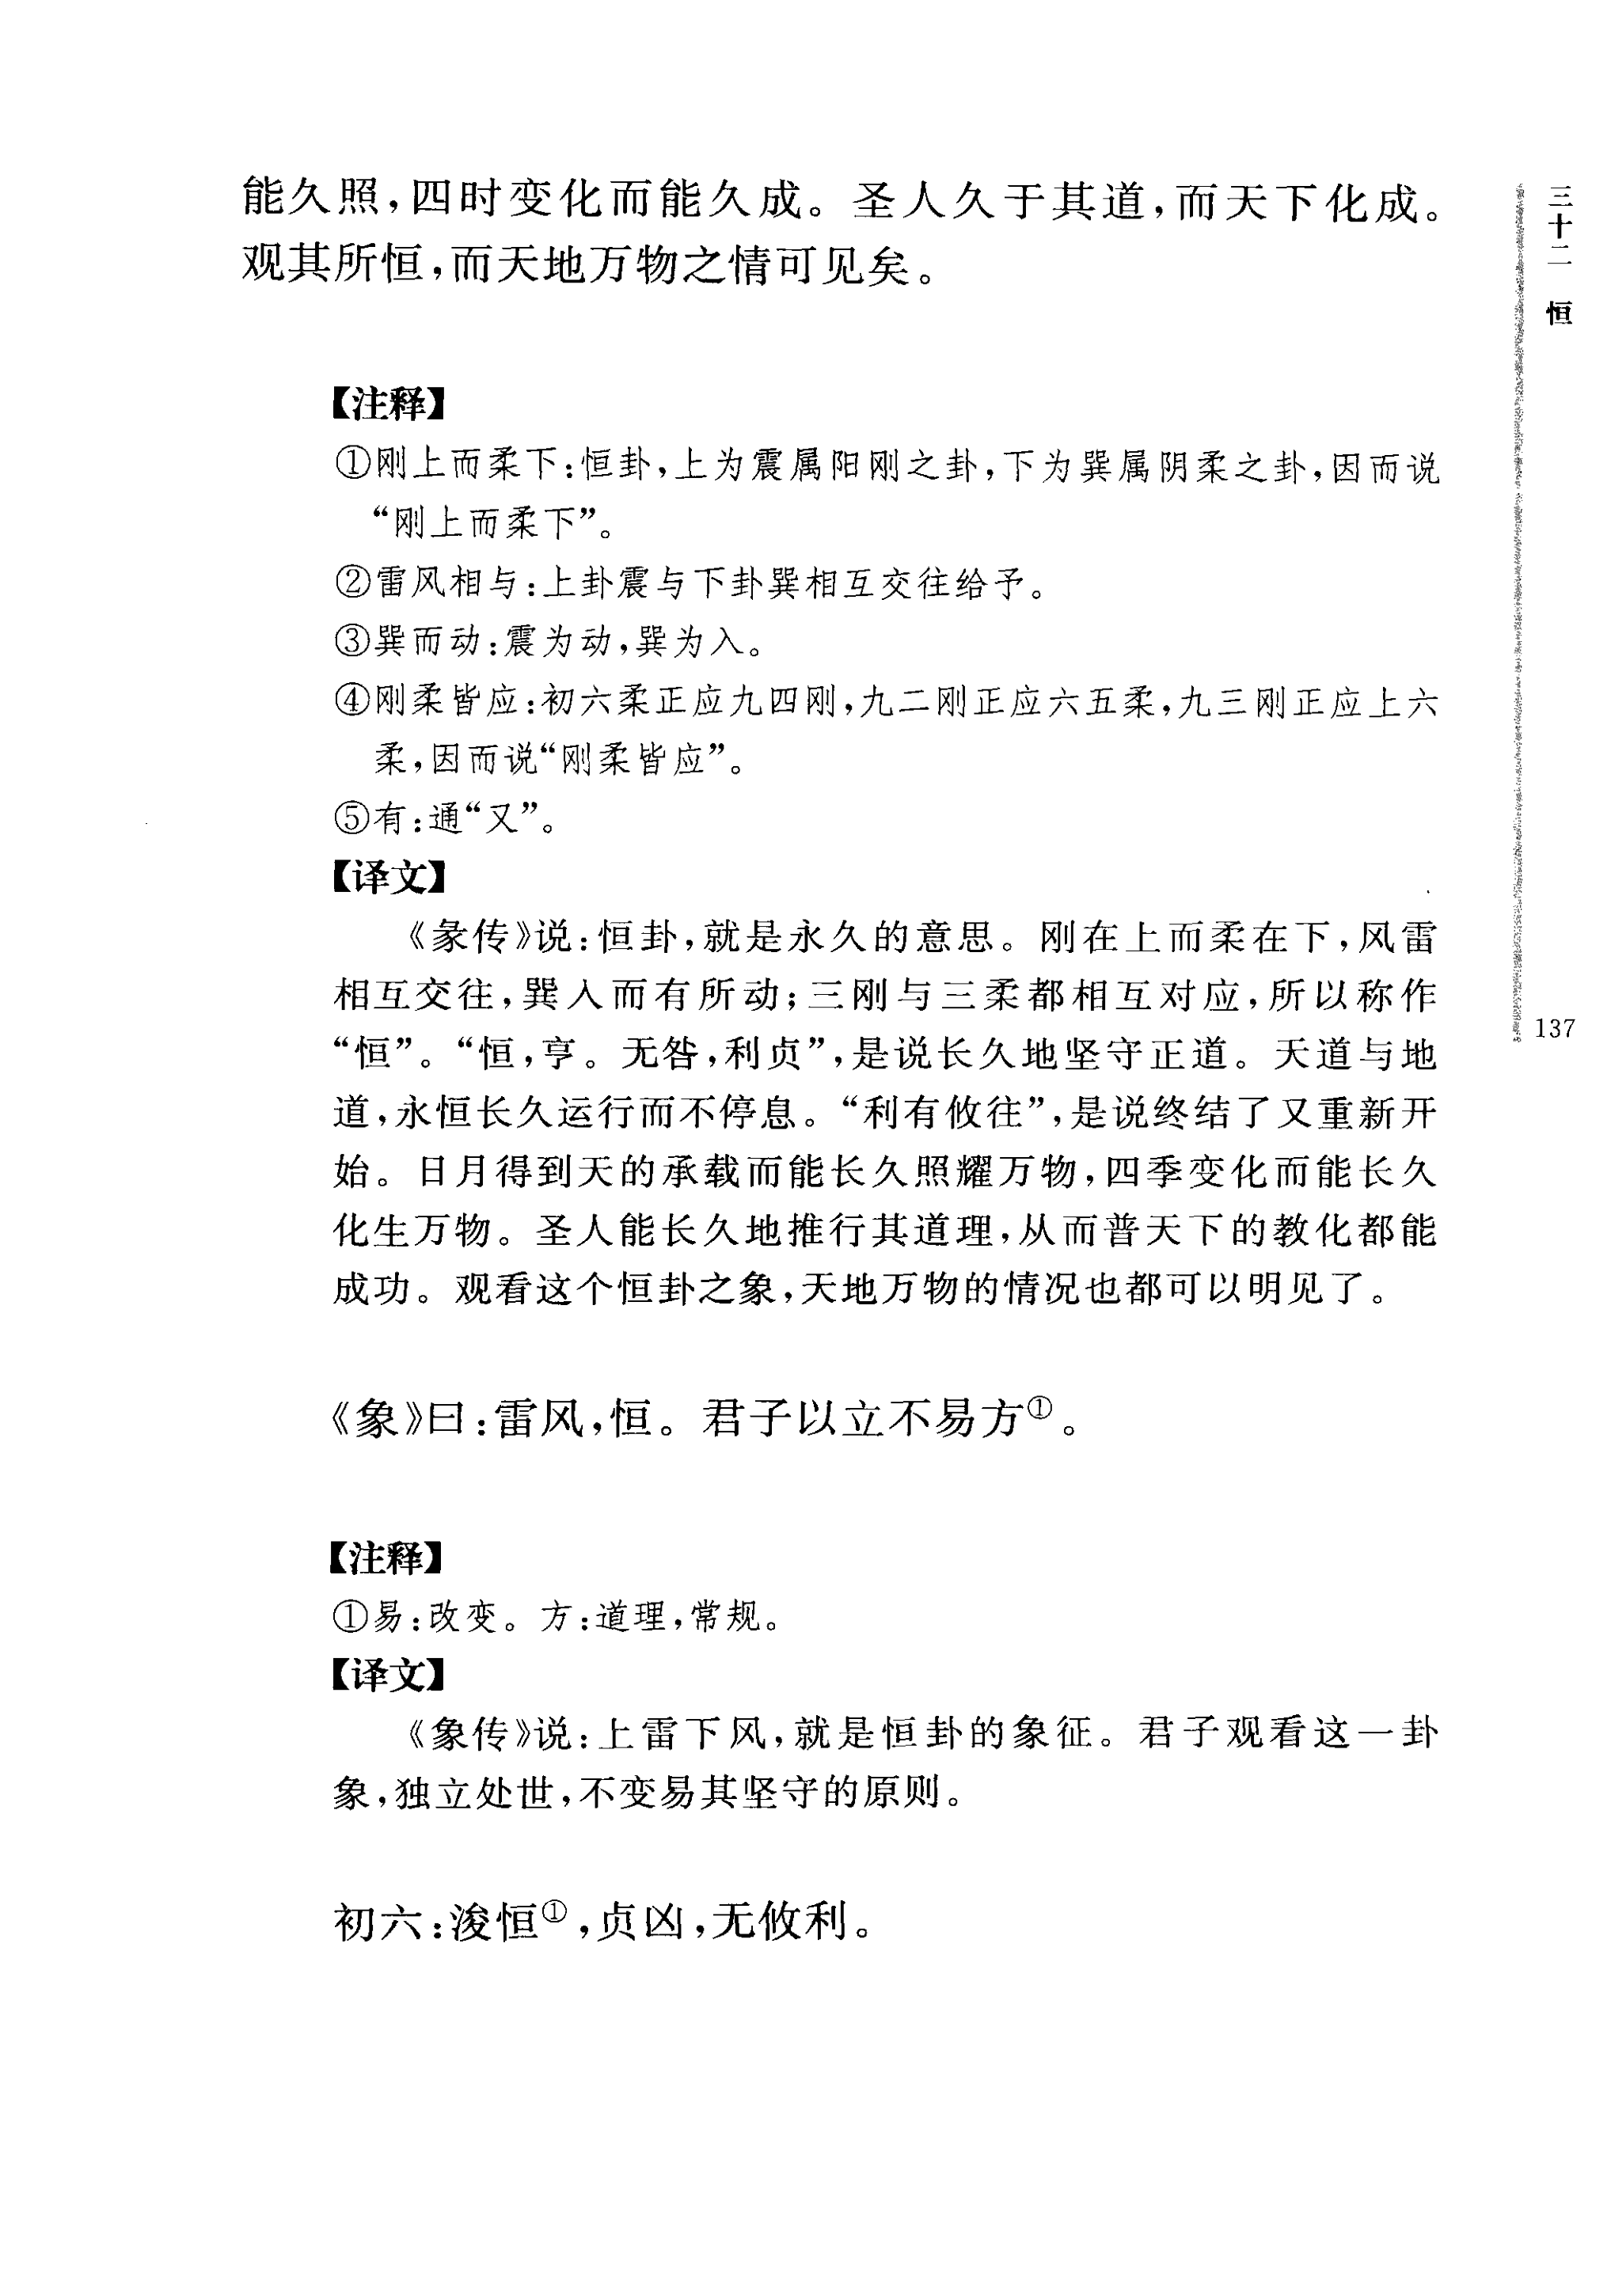 能久照，四时变化而能久成。圣人久于其道，而天下化成。
观其所恒，而天地万物之情可见矣。
【注释】
①刚上而柔下：恒卦，上为震属阳刚之卦，下为巽属阴柔之卦，因而说
“刚上而柔下”。
②雷风相与：上卦震与下卦巽相互交往给予。
③巽而动：震为动，巽为入。
④刚柔皆应：初六柔正应九四刚，九二刚正应六五柔，九三刚正应上六
柔，因而说“刚柔皆应”。
⑤有：通“又”。
【译文】
《彖传》说：恒卦，就是永久的意思。刚在上而柔在下，风雷
相互交往，巽入而有所动；三刚与三柔都相互对应，所以称作
“恒”。“恒，亨。无咎，利贞”，是说长久地坚守正道。天道与地
道，永恒长久运行而不停息。“利有攸往”，是说终结了又重新开
始。日月得到天的承载而能长久照耀万物，四季变化而能长久
化生万物。圣人能长久地推行其道理，从而普天下的教化都能
成功。观看这个恒卦之象，天地万物的情况也都可以明见了。
《象》曰：雷风，恒。君子以立不易方①。
【注释】
①易：改变。方：道理，常规。
【译文】
《象传》说：上雷下风，就是恒卦的象征。君子观看这一卦
象，独立处世，不变易其坚守的原则。
初六：浚恒①，贞凶，无攸利。
三十二 恒
137